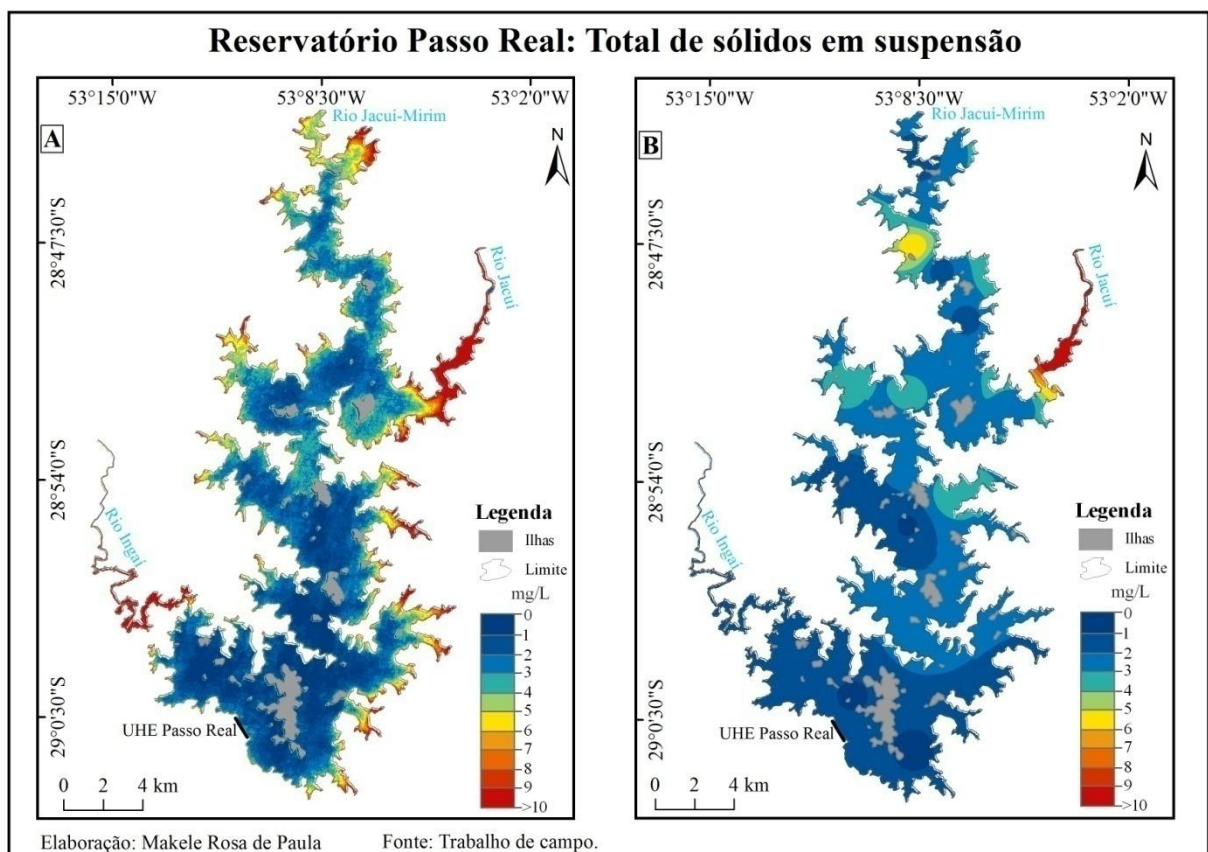 Reservatório Passo Real: Total de sólidos em suspensão
53°15'0"W 53°8'30"W 53°2'0"W
A
Rio Jacuí-Mirim
N
28°47'30"S
Rio Jacuí
28°54'0"S
Rio Ingaí
29°0'30"S
Legenda
Ilhas
Limite
mg/L
0
1
2
3
4
5
6
7
8
9
>10
UHE Passo Real
0 2 4 km
53°15'0"W 53°8'30"W 53°2'0"W
B
Rio Jacuí-Mirim
N
28°47'30"S
Rio Jacuí
28°54'0"S
Rio Ingaí
29°0'30"S
Legenda
Ilhas
Limite
mg/L
0
1
2
3
4
5
6
7
8
9
>10
UHE Passo Real
0 2 4 km
Elaboração: Makele Rosa de Paula Fonte: Trabalho de campo.